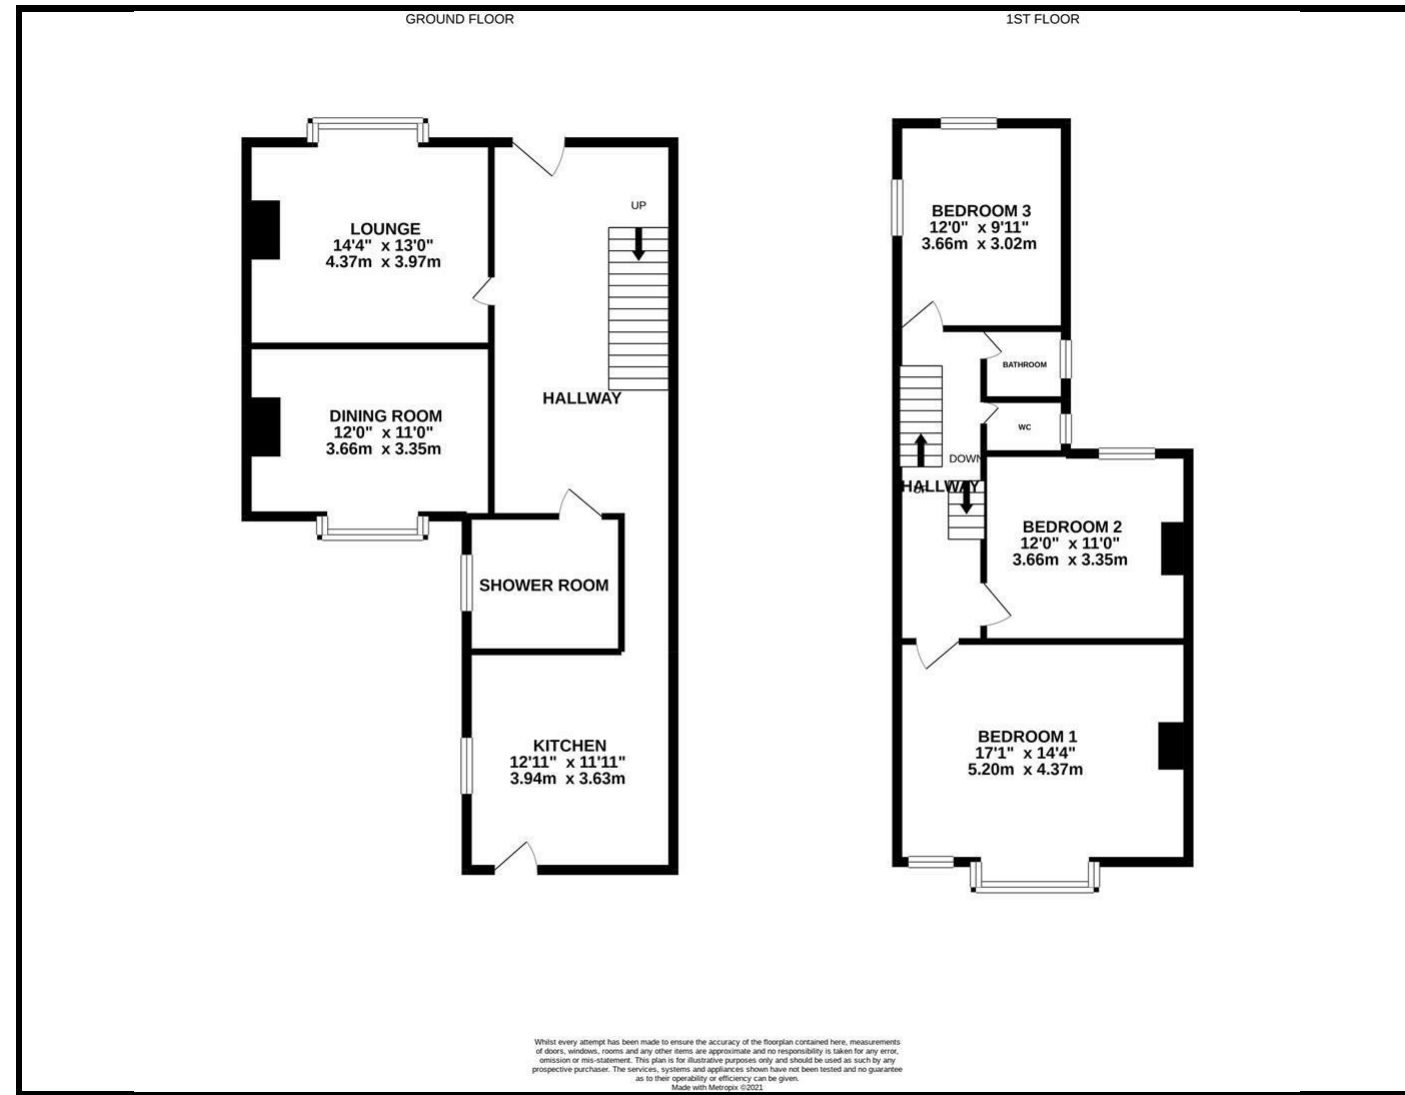 GROUND FLOOR
1ST FLOOR
LOUNGE
14'4" x 13'0"
4.37m x 3.97m
UP
HALLWAY
DINING ROOM
12'0" x 11'0"
3.66m x 3.35m
SHOWER ROOM
KITCHEN
12'11" x 11'11"
3.94m x 3.63m
BEDROOM 3
12'0" x 9'11"
3.66m x 3.02m
BATHROOM
WC
DOWN
HALLWAY
BEDROOM 2
12'0" x 11'0"
3.66m x 3.35m
BEDROOM 1
17'1" x 14'4"
5.20m x 4.37m
Whilst every attempt has been made to ensure the accuracy of the floorplan contained here, measurements
of doors, windows, rooms and any other items are approximate and no responsibility is taken for any error,
omission or mis-statement. This plan is for illustrative purposes only and should be used as such by any
prospective purchaser. The services, systems and appliances shown have not been tested and no guarantee
as to their operability or efficiency can be given.
Made with Metropix ©2021